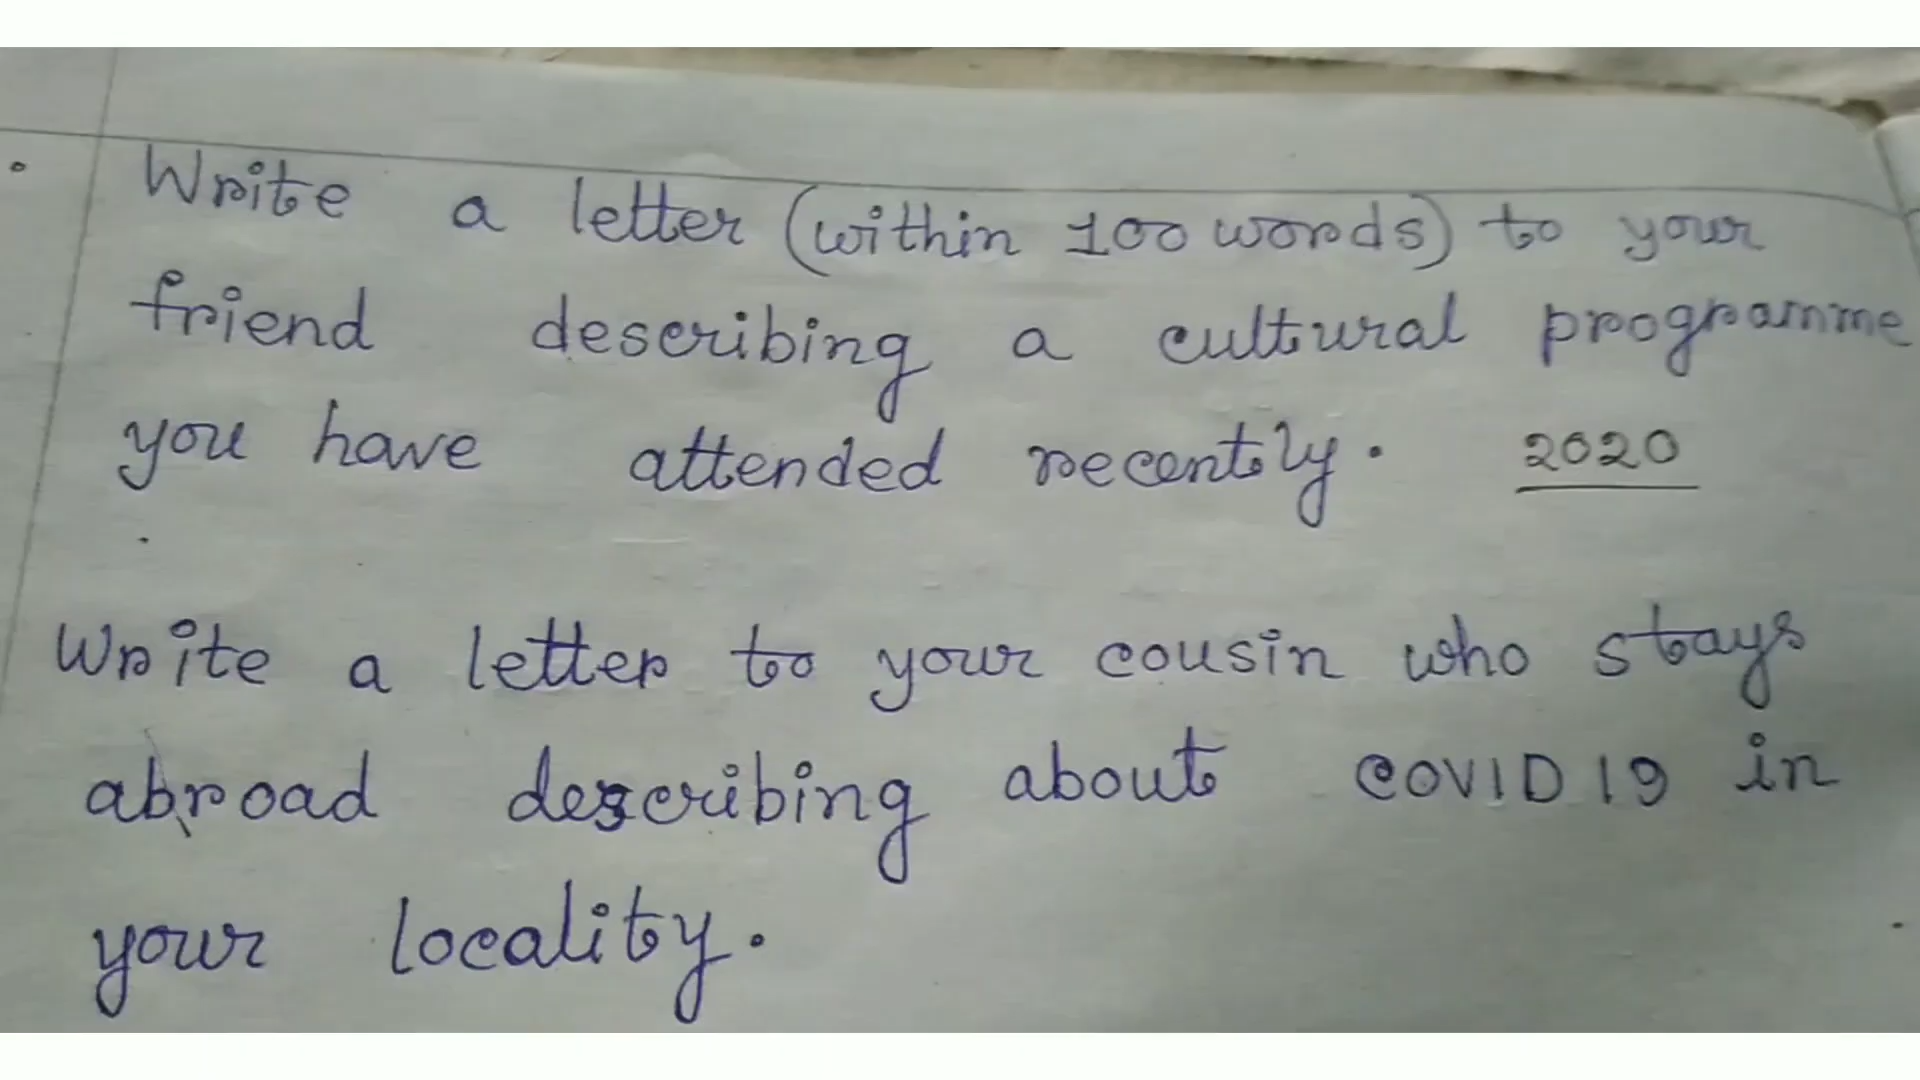 Write a letter (within 100 words) to your
friend describing a cultural programme
you have attended recently. 2020
Write a letter to your cousin who stays
abroad describing about COVID 19 in
your locality.